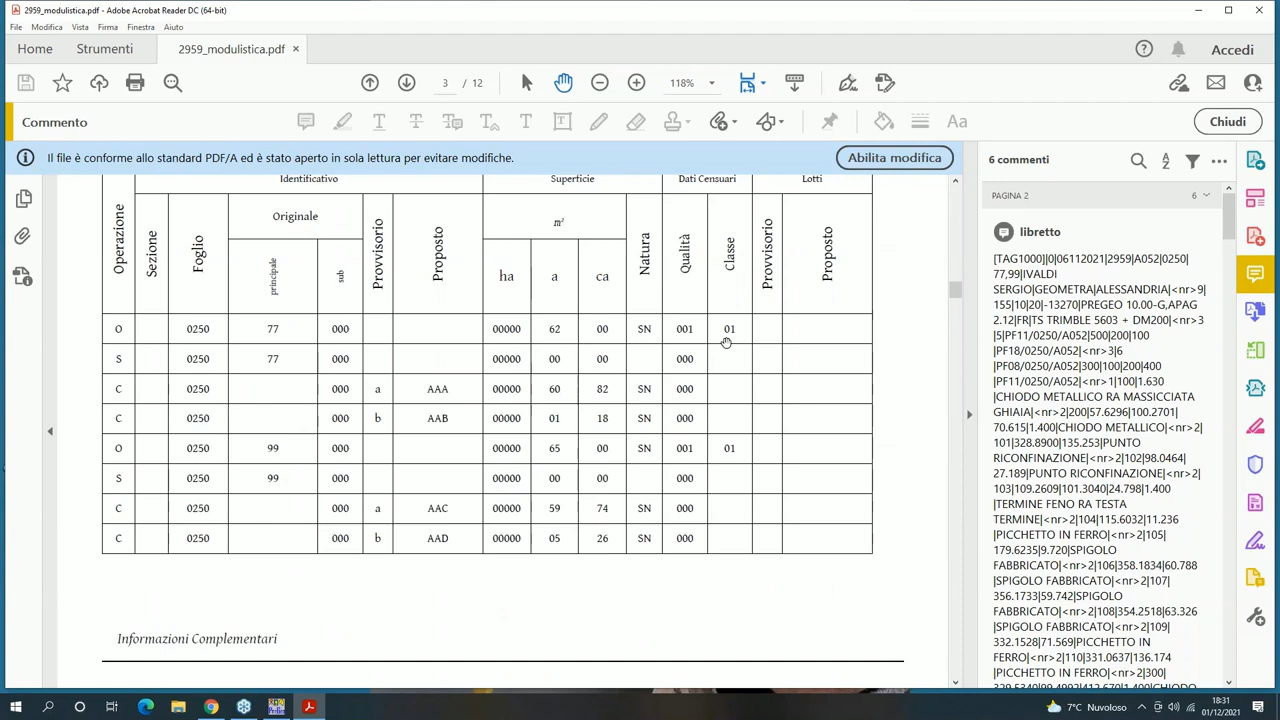 2959_modulistica.pdf - Adobe Acrobat Reader DC (64-bit)
File Modifica Vista Firma Finestra Aiuto
Home Strumenti 2959_modulistica.pdf × Accedi
3 / 12 118%
Commento Chiudi
Il file è conforme allo standard PDF/A ed è stato aperto in sola lettura per evitare modifiche. Abilita modifica
6 commenti
Identificativo Superficie Dati Censuari Lotti
Operazione Sezione Foglio Originale Provvisorio Proposto m² Natura Qualità Classe Provvisorio Proposto
principale sub ha a ca
O 0250 77 000 00000 62 00 SN 001 01
S 0250 77 000 00000 00 00 000
C 0250 000 a AAA 00000 60 82 SN 000
C 0250 000 b AAB 00000 01 18 SN 000
O 0250 99 000 00000 65 00 SN 001 01
S 0250 99 000 00000 00 00 000
C 0250 000 a AAC 00000 59 74 SN 000
C 0250 000 b AAD 00000 05 26 SN 000
Informazioni Complementari
PAGINA 2 6
libretto
[TAG1000]|0|06112021|2959|A052|0250|
77,99|IVALDI
SERGIO|GEOMETRA|ALESSANDRIA|<nr>9|
155|10|20|-13270|PREGEO 10.00-G,APAG
2.12|FR|TS TRIMBLE 5603 + DM200|<nr>3
|5|PF11/0250/A052|500|200|100
|PF18/0250/A052|<nr>3|6
|PF08/0250/A052|300|100|200|400
|PF11/0250/A052|<nr>1|100|1.630
|CHIODO METALLICO RA MASSICCIATA
GHIAIA|<nr>2|200|57.6296|100.2701|
70.615|1.400|CHIODO METALLICO|<nr>2|
101|328.8900|135.253|PUNTO
RICONFINAZIONE|<nr>2|102|98.0464|
27.189|PUNTO RICONFINAZIONE|<nr>2|
103|109.2609|101.3040|24.798|1.400
|TERMINE FENO RA TESTA
TERMINE|<nr>2|104|115.6032|11.236
|PICCHETTO IN FERRO|<nr>2|105|
179.6235|9.720|SPIGOLO
FABBRICATO|<nr>2|106|358.1834|60.788
|SPIGOLO FABBRICATO|<nr>2|107|
356.1733|59.742|SPIGOLO
FABBRICATO|<nr>2|108|354.2518|63.326
|SPIGOLO FABBRICATO|<nr>2|109|
332.1528|71.569|PICCHETTO IN
FERRO|<nr>2|110|331.0637|136.174
|PICCHETTO IN FERRO|<nr>2|300|
7°C Nuvoloso
18:31
01/12/2021